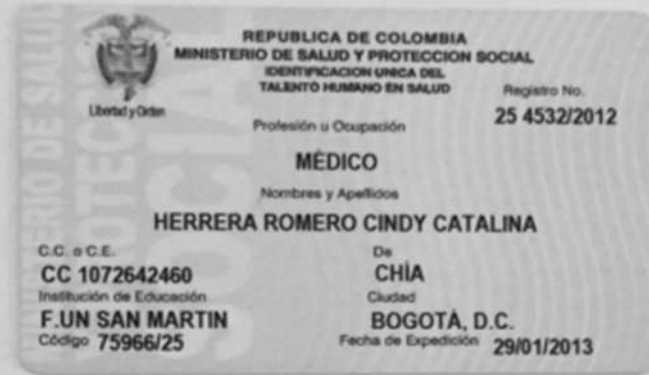 REPUBLICA DE COLOMBIA
MINISTERIO DE SALUD Y PROTECCION SOCIAL
IDENTIFICACION UNICA DEL
TALENTO HUMANO EN SALUD
Libertad y Orden
Registro No.
25 4532/2012
Profesión u Ocupación
MÉDICO
Nombres y Apellidos
HERRERA ROMERO CINDY CATALINA
C.C. o C.E. De
CC 1072642460 CHÌA
Institución de Educación Ciudad
F.UN SAN MARTIN BOGOTÀ, D.C.
Código 75966/25 Fecha de Expedición 29/01/2013